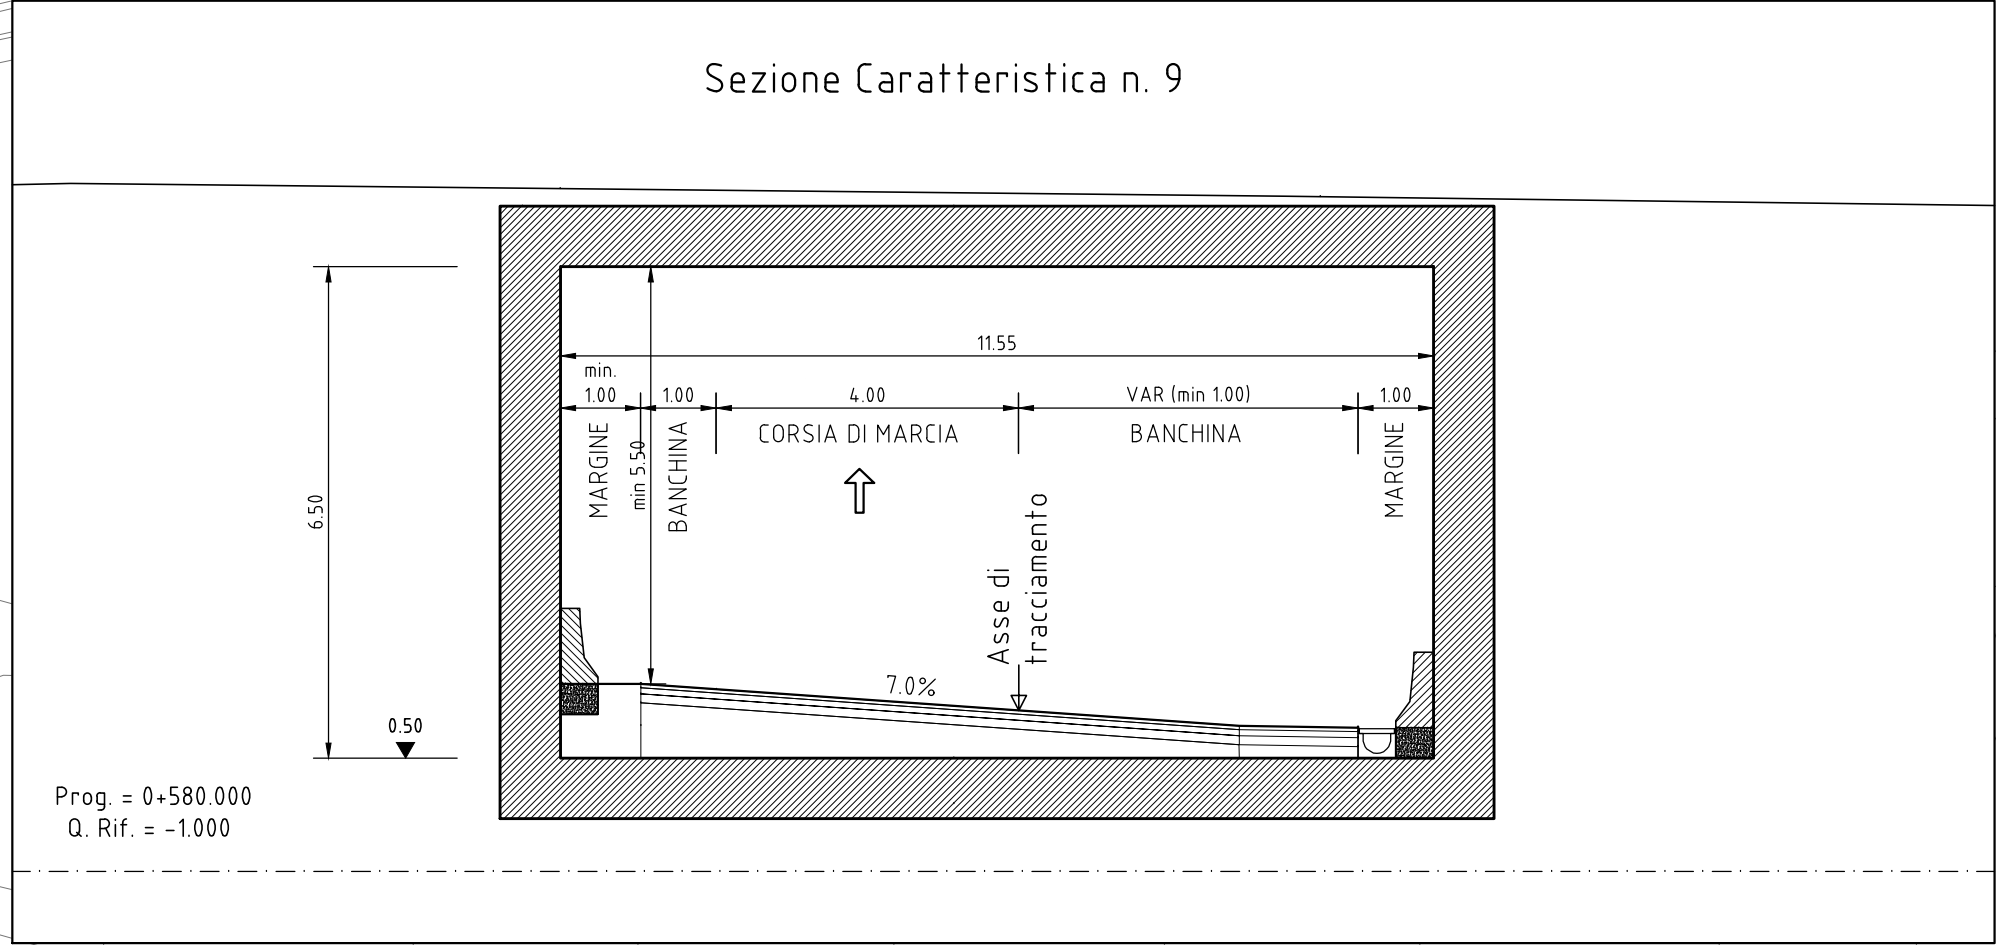 Sezione Caratteristica n. 9
11.55
min.
1.00
1.00
4.00
VAR (min 1.00)
1.00
MARGINE
min 5.50
BANCHINA
CORSIA DI MARCIA
BANCHINA
MARGINE
6.50
Asse di
tracciamento
7.0%
0.50
Prog. = 0+580.000
Q. Rif. = -1.000